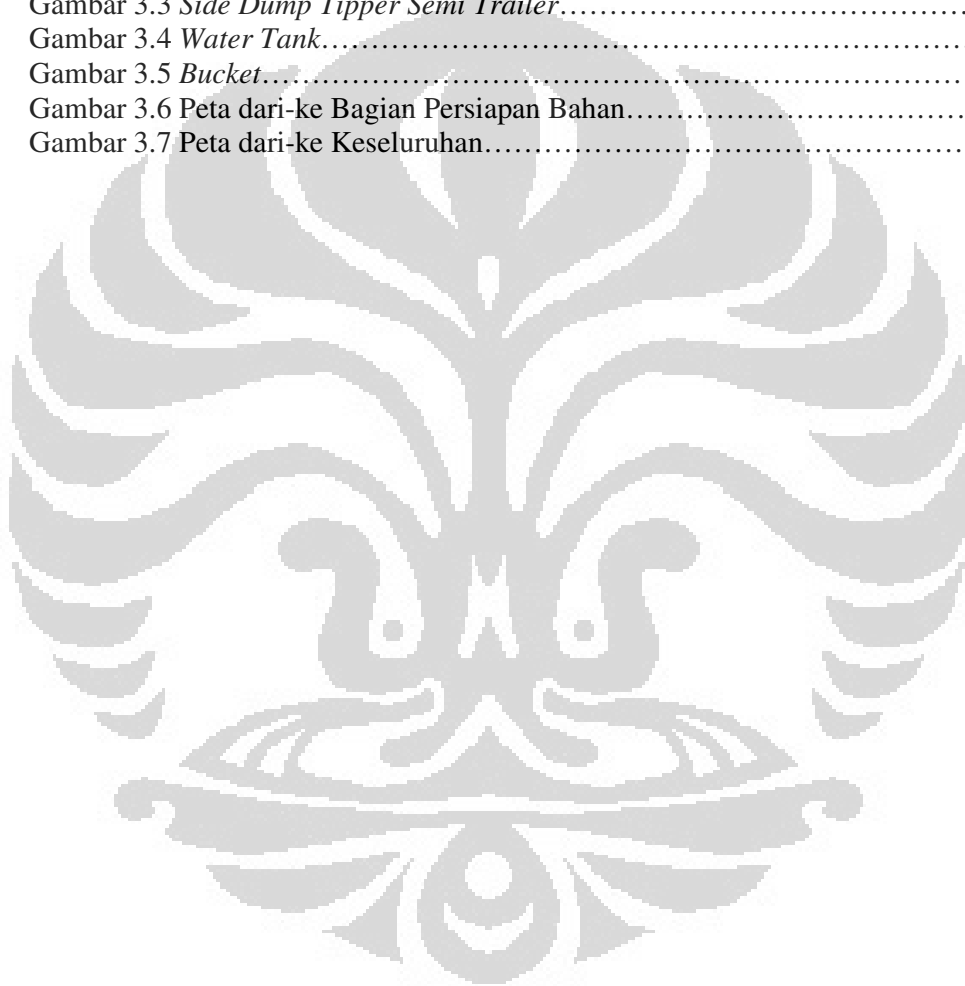 Gambar 3.3 Side Dump Tipper Semi Trailer……………………………………
Gambar 3.4 Water Tank………………………………………………………………
Gambar 3.5 Bucket……………………………………………………………………
Gambar 3.6 Peta dari-ke Bagian Persiapan Bahan……………………………
Gambar 3.7 Peta dari-ke Keseluruhan……………………………………………